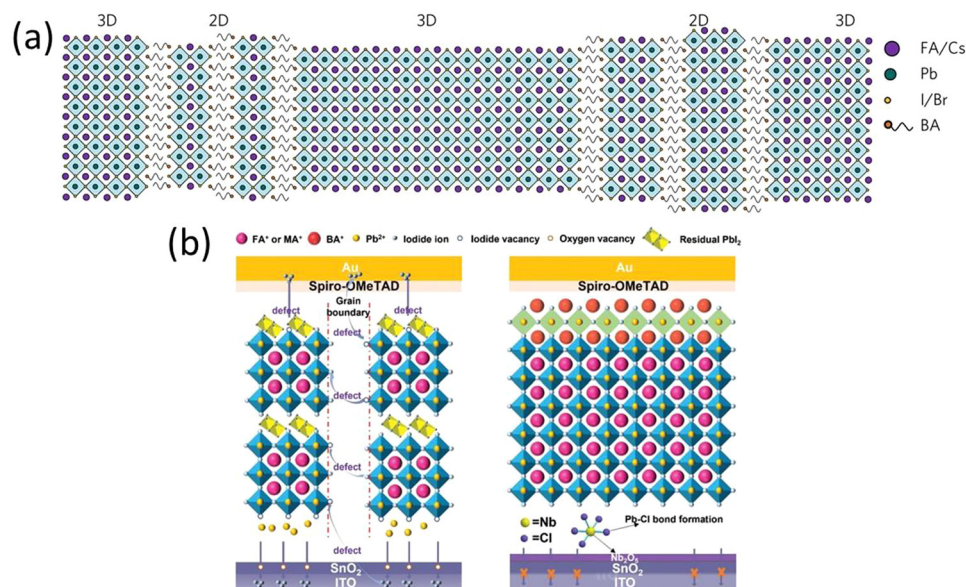 (a)
3D 2D 3D 2D 3D
FA/Cs
Pb
I/Br
BA
(b)
FA⁺ or MA⁺ BA⁺ Pb²⁺ Iodide ion Iodide vacancy Oxygen vacancy Residual PbI₂
Au
Spiro-OMeTAD
defect Grain defect
boundary
defect
defect
defect
defect
SnO₂
ITO
Au
Spiro-OMeTAD
=Nb
=Cl
Pb-Cl bond formation
Nb₂O₅
SnO₂
ITO